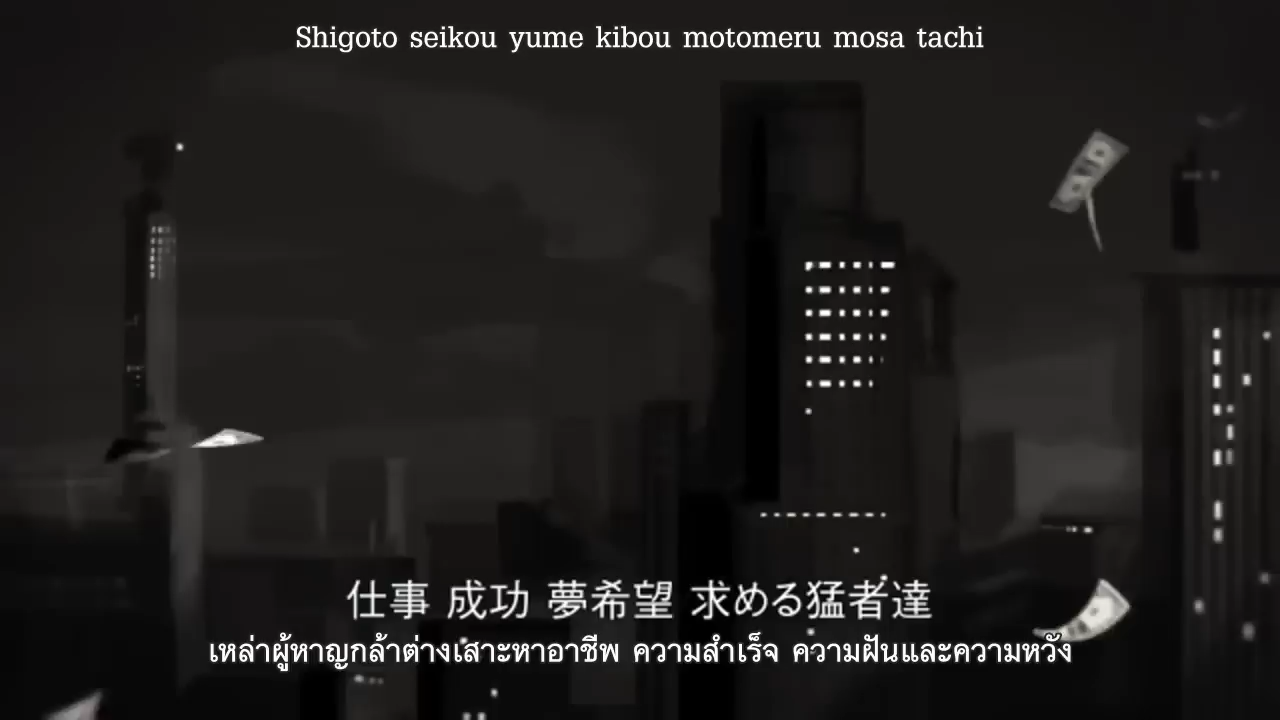 Shigoto seikou yume kibou motomeru mosa tachi
仕事 成功 夢希望 求める猛者達
เหล่าผู้หาญกล้าต่างเสาะหาอาชีพ ความสำเร็จ ความฝันและความหวัง